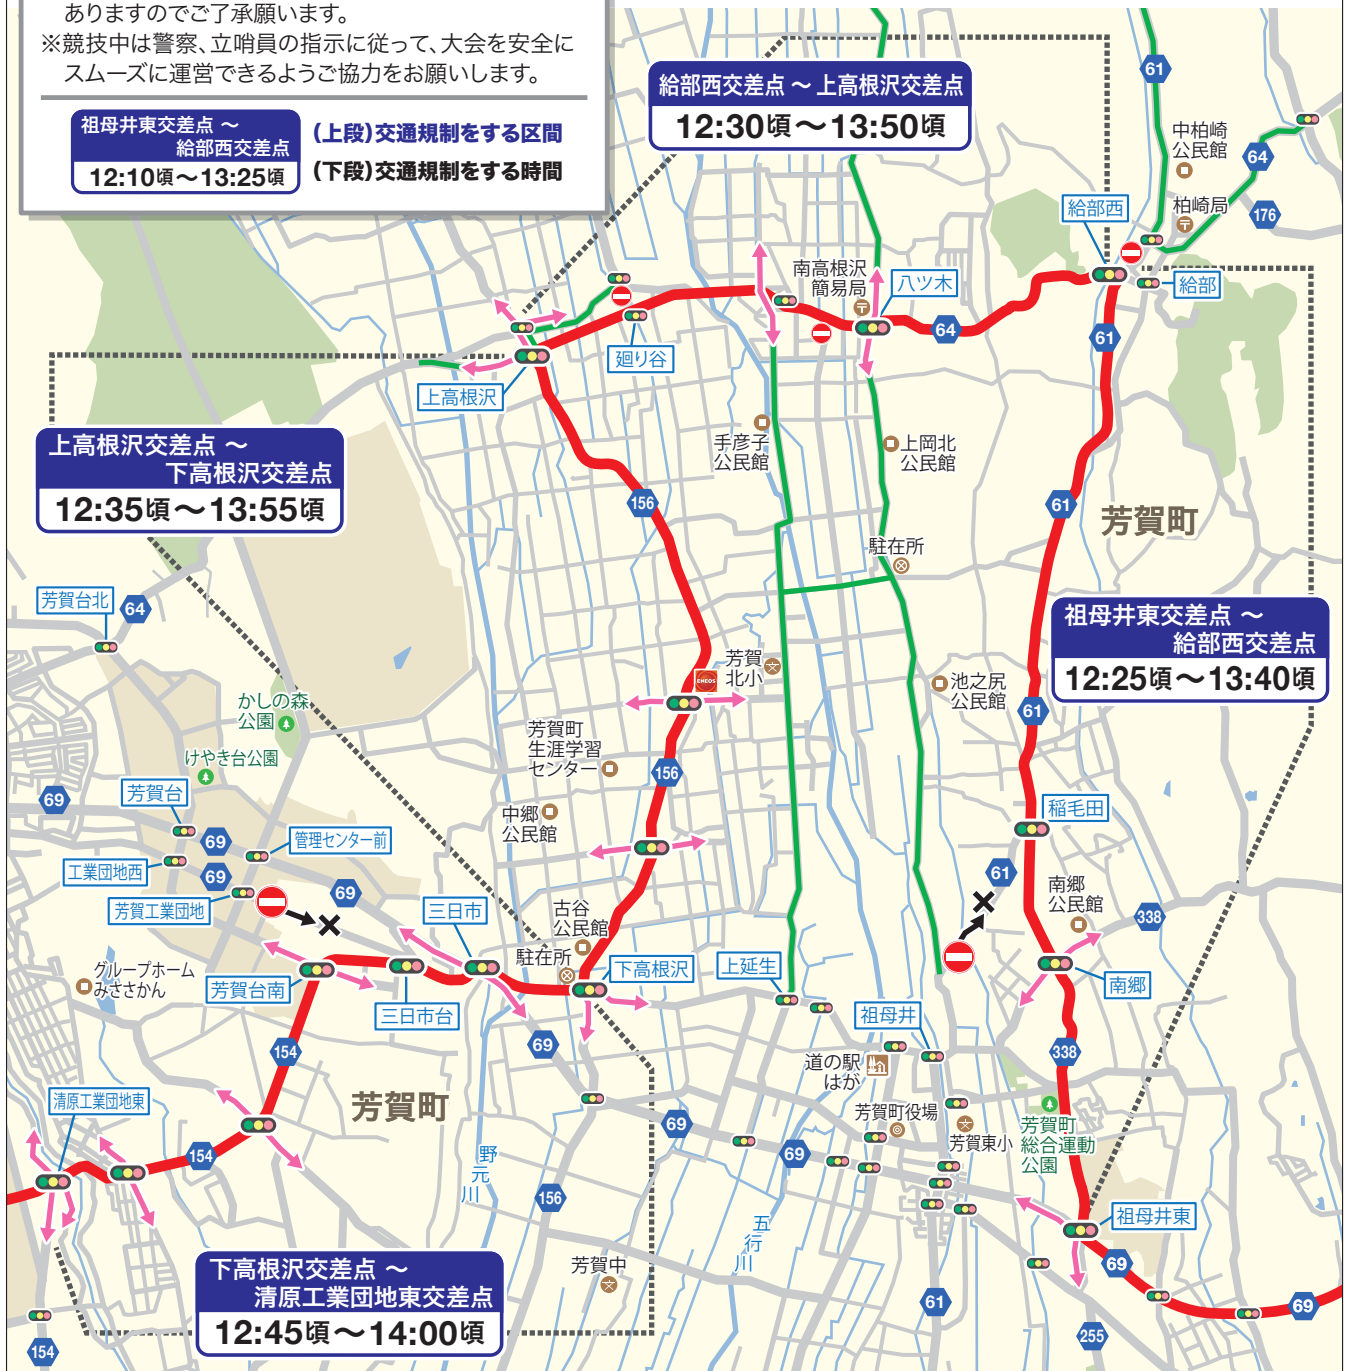 ありますのでご了承願います。
※競技中は警察、立哨員の指示に従って、大会を安全に
スムーズに運営できるようご協力をお願いします。
祖母井東交差点 ～
給部西交差点
12:10頃～13:25頃
(上段)交通規制をする区間
(下段)交通規制をする時間
給部西交差点 ～ 上高根沢交差点
12:30頃～13:50頃
61
中柏崎
公民館
64
柏崎局
176
給部西
給部
南高根沢
簡易局
八ツ木
64
61
廻り谷
上高根沢
手彦子
公民館
上岡北
公民館
上高根沢交差点 ～
下高根沢交差点
12:35頃～13:55頃
156
61
芳賀町
駐在所
芳賀台北
64
祖母井東交差点 ～
給部西交差点
12:25頃～13:40頃
芳賀
北小
ENEOS
池之尻
公民館
61
かしの森
公園
けやき台公園
芳賀町
生涯学習
センター
156
69
芳賀台
中郷
公民館
稲毛田
69
管理センター前
工業団地西
69
69
61
芳賀工業団地
三日市
古谷
公民館
南郷
公民館
338
駐在所
下高根沢
上延生
グループホーム
みささかん
芳賀台南
三日市台
南郷
祖母井
154
69
338
道の駅
はが
清原工業団地東
芳賀町
芳賀町役場
芳賀東小
芳賀町
総合運動
公園
69
69
154
野元川
156
五行川
祖母井東
芳賀中
69
下高根沢交差点 ～
清原工業団地東交差点
12:45頃～14:00頃
61
69
154
255